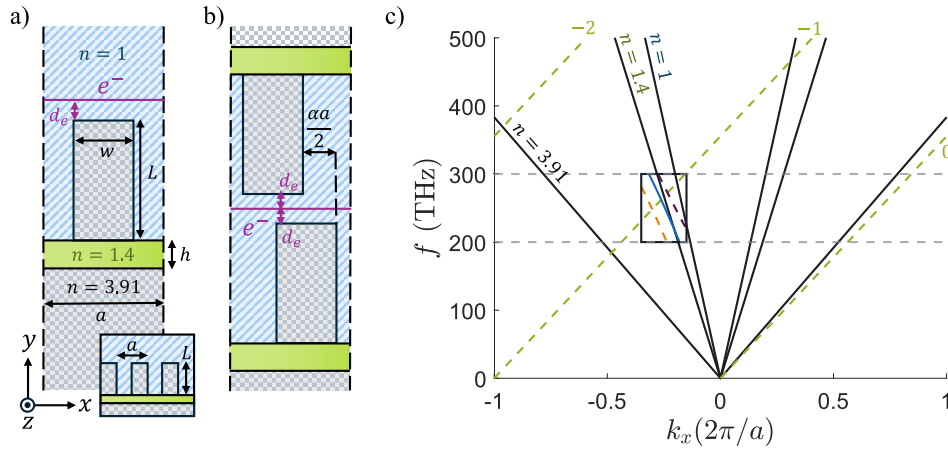 a)
n = 1
e⁻
dₑ
w
L
n = 1.4
h
n = 3.91
a
y
x
z
a
L
b)
αa
2
dₑ
e⁻
dₑ
c)
500
400
300
200
100
0
f (THz)
-1
-0.5
0
0.5
1
kₓ(2π/a)
−2
−1
0
n = 3.91
n = 1.4
n = 1